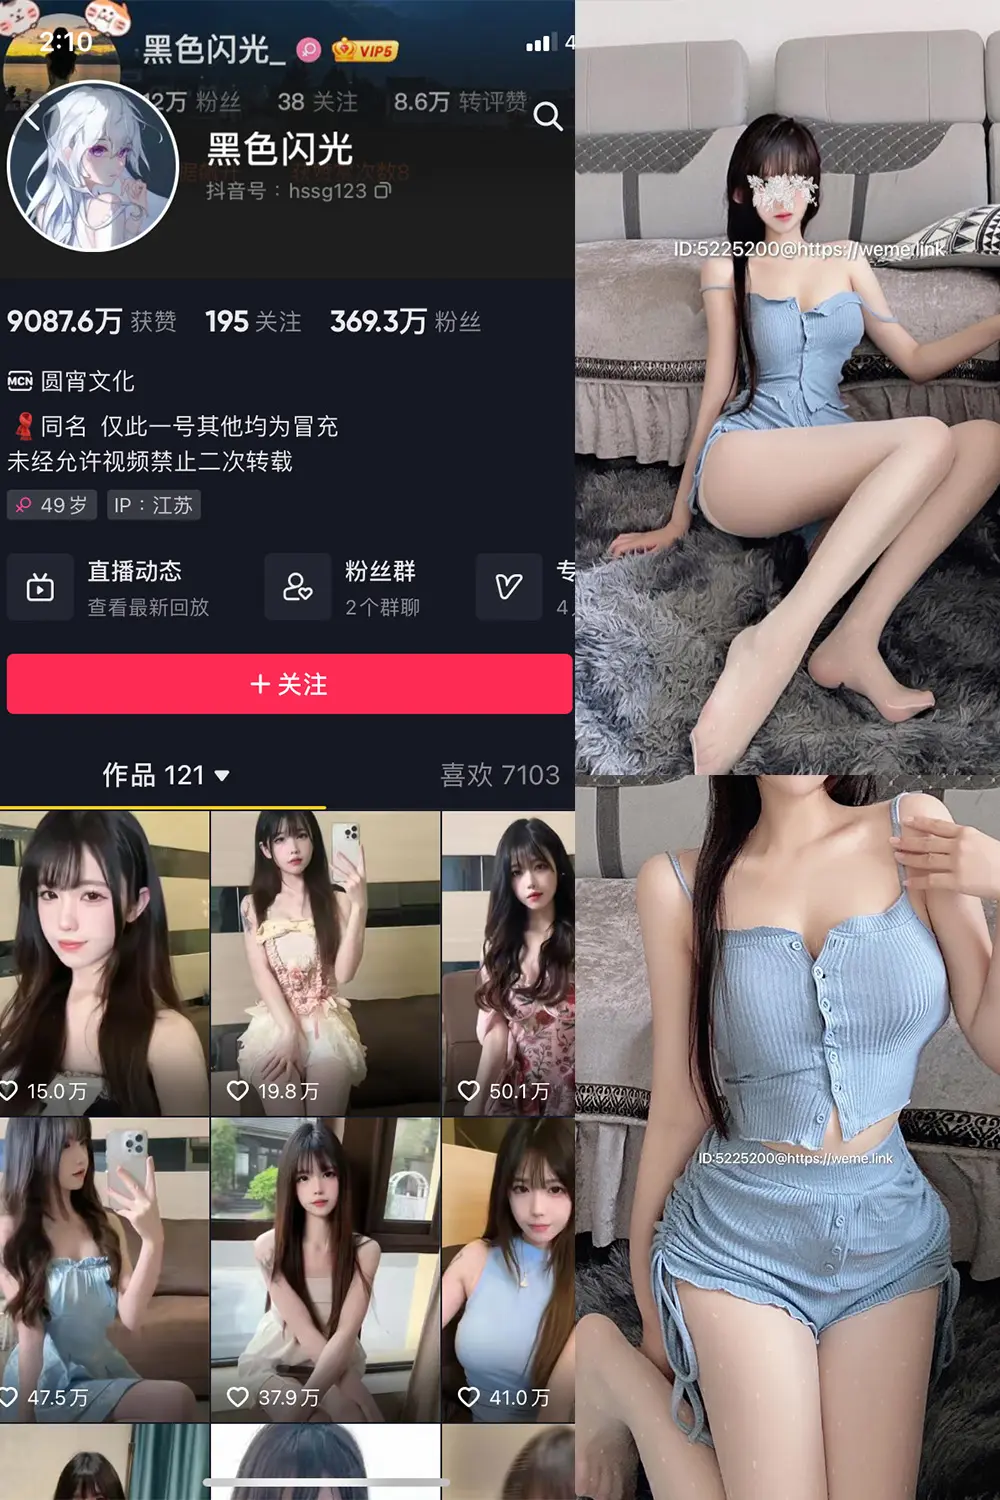 2:10
黑色闪光_
VIP5
4
12万 粉丝 38 关注 8.6万 转评赞
黑色闪光
抖音号：hssg123
9087.6万 获赞 195 关注 369.3万 粉丝
MCN 圆宵文化
同名 仅此一号其他均为冒充
未经允许视频禁止二次转载
49岁 IP：江苏
直播动态
查看最新回放
粉丝群
2个群聊
专
4
+ 关注
作品 121
喜欢 7103
15.0万
19.8万
50.1万
47.5万
37.9万
41.0万
ID:5225200@https://weme.link
ID:5225200@https://weme.link